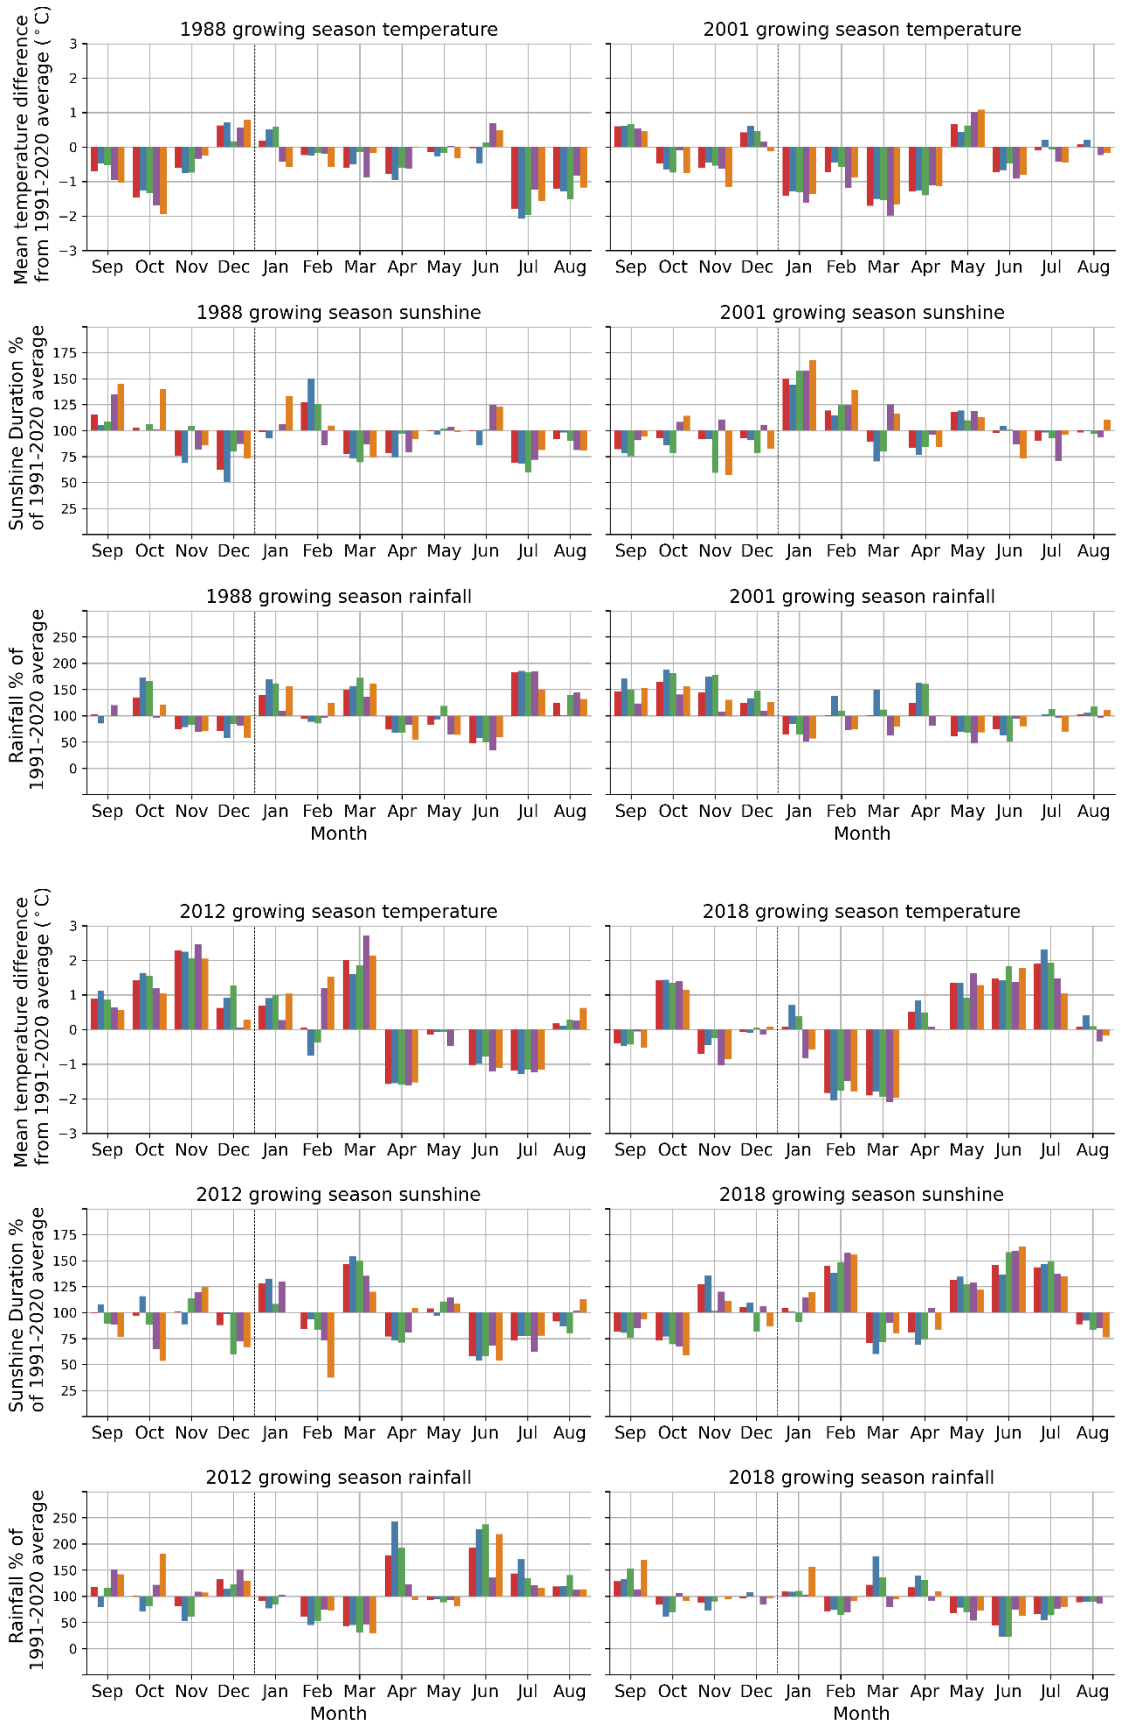 1988 growing season temperature
2001 growing season temperature
Mean temperature difference
from 1991-2020 average (°C)
3
2
1
0
−1
−2
−3
Sep Oct Nov Dec Jan Feb Mar Apr May Jun Jul Aug
Sep Oct Nov Dec Jan Feb Mar Apr May Jun Jul Aug
1988 growing season sunshine
2001 growing season sunshine
Sunshine Duration %
of 1991-2020 average
175
150
125
100
75
50
25
Sep Oct Nov Dec Jan Feb Mar Apr May Jun Jul Aug
Sep Oct Nov Dec Jan Feb Mar Apr May Jun Jul Aug
1988 growing season rainfall
2001 growing season rainfall
Rainfall % of
1991-2020 average
250
200
150
100
50
0
Sep Oct Nov Dec Jan Feb Mar Apr May Jun Jul Aug
Sep Oct Nov Dec Jan Feb Mar Apr May Jun Jul Aug
Month
Month
2012 growing season temperature
2018 growing season temperature
Mean temperature difference
from 1991-2020 average (°C)
3
2
1
0
−1
−2
−3
Sep Oct Nov Dec Jan Feb Mar Apr May Jun Jul Aug
Sep Oct Nov Dec Jan Feb Mar Apr May Jun Jul Aug
2012 growing season sunshine
2018 growing season sunshine
Sunshine Duration %
of 1991-2020 average
175
150
125
100
75
50
25
Sep Oct Nov Dec Jan Feb Mar Apr May Jun Jul Aug
Sep Oct Nov Dec Jan Feb Mar Apr May Jun Jul Aug
2012 growing season rainfall
2018 growing season rainfall
Rainfall % of
1991-2020 average
250
200
150
100
50
0
Sep Oct Nov Dec Jan Feb Mar Apr May Jun Jul Aug
Sep Oct Nov Dec Jan Feb Mar Apr May Jun Jul Aug
Month
Month